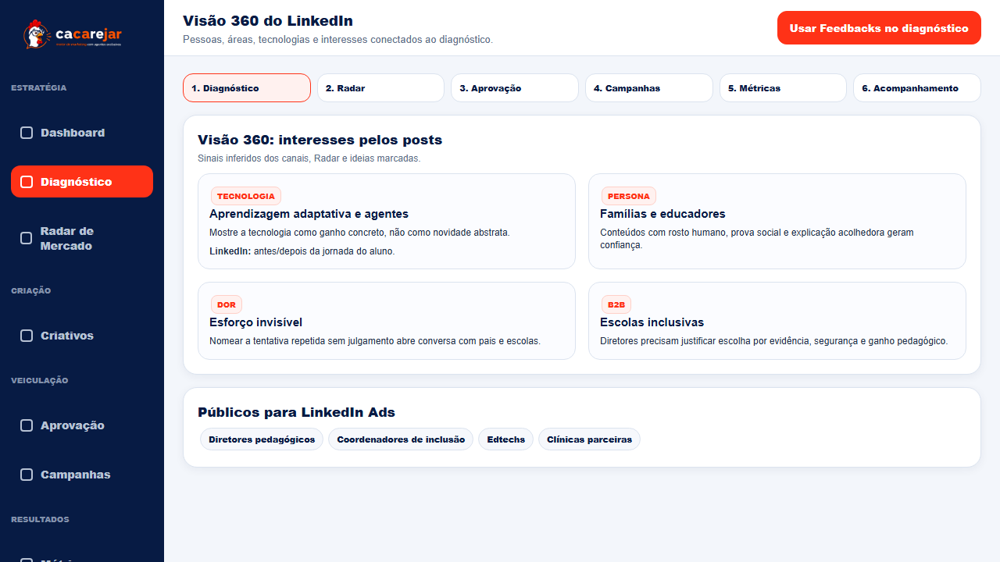 cacarejar
Visão 360 do LinkedIn
Pessoas, áreas, tecnologias e interesses conectados ao diagnóstico.
Usar Feedbacks no diagnóstico
ESTRATÉGIA
Dashboard
Diagnóstico
Radar de
Mercado
CRIAÇÃO
Criativos
VEICULAÇÃO
Aprovação
Campanhas
RESULTADOS
1. Diagnóstico
2. Radar
3. Aprovação
4. Campanhas
5. Métricas
6. Acompanhamento
Visão 360: interesses pelos posts
Sinais inferidos dos canais, Radar e ideias marcadas.
TECNOLOGIA
Aprendizagem adaptativa e agentes
Mostre a tecnologia como ganho concreto, não como novidade abstrata.
LinkedIn: antes/depois da jornada do aluno.
PERSONA
Famílias e educadores
Conteúdos com rosto humano, prova social e explicação acolhedora geram
confiança.
DOR
Esforço invisível
Nomear a tentativa repetida sem julgamento abre conversa com pais e escolas.
B2B
Escolas inclusivas
Diretores precisam justificar escolha por evidência, segurança e ganho pedagógico.
Públicos para LinkedIn Ads
Diretores pedagógicos
Coordenadores de inclusão
Edtechs
Clínicas parceiras